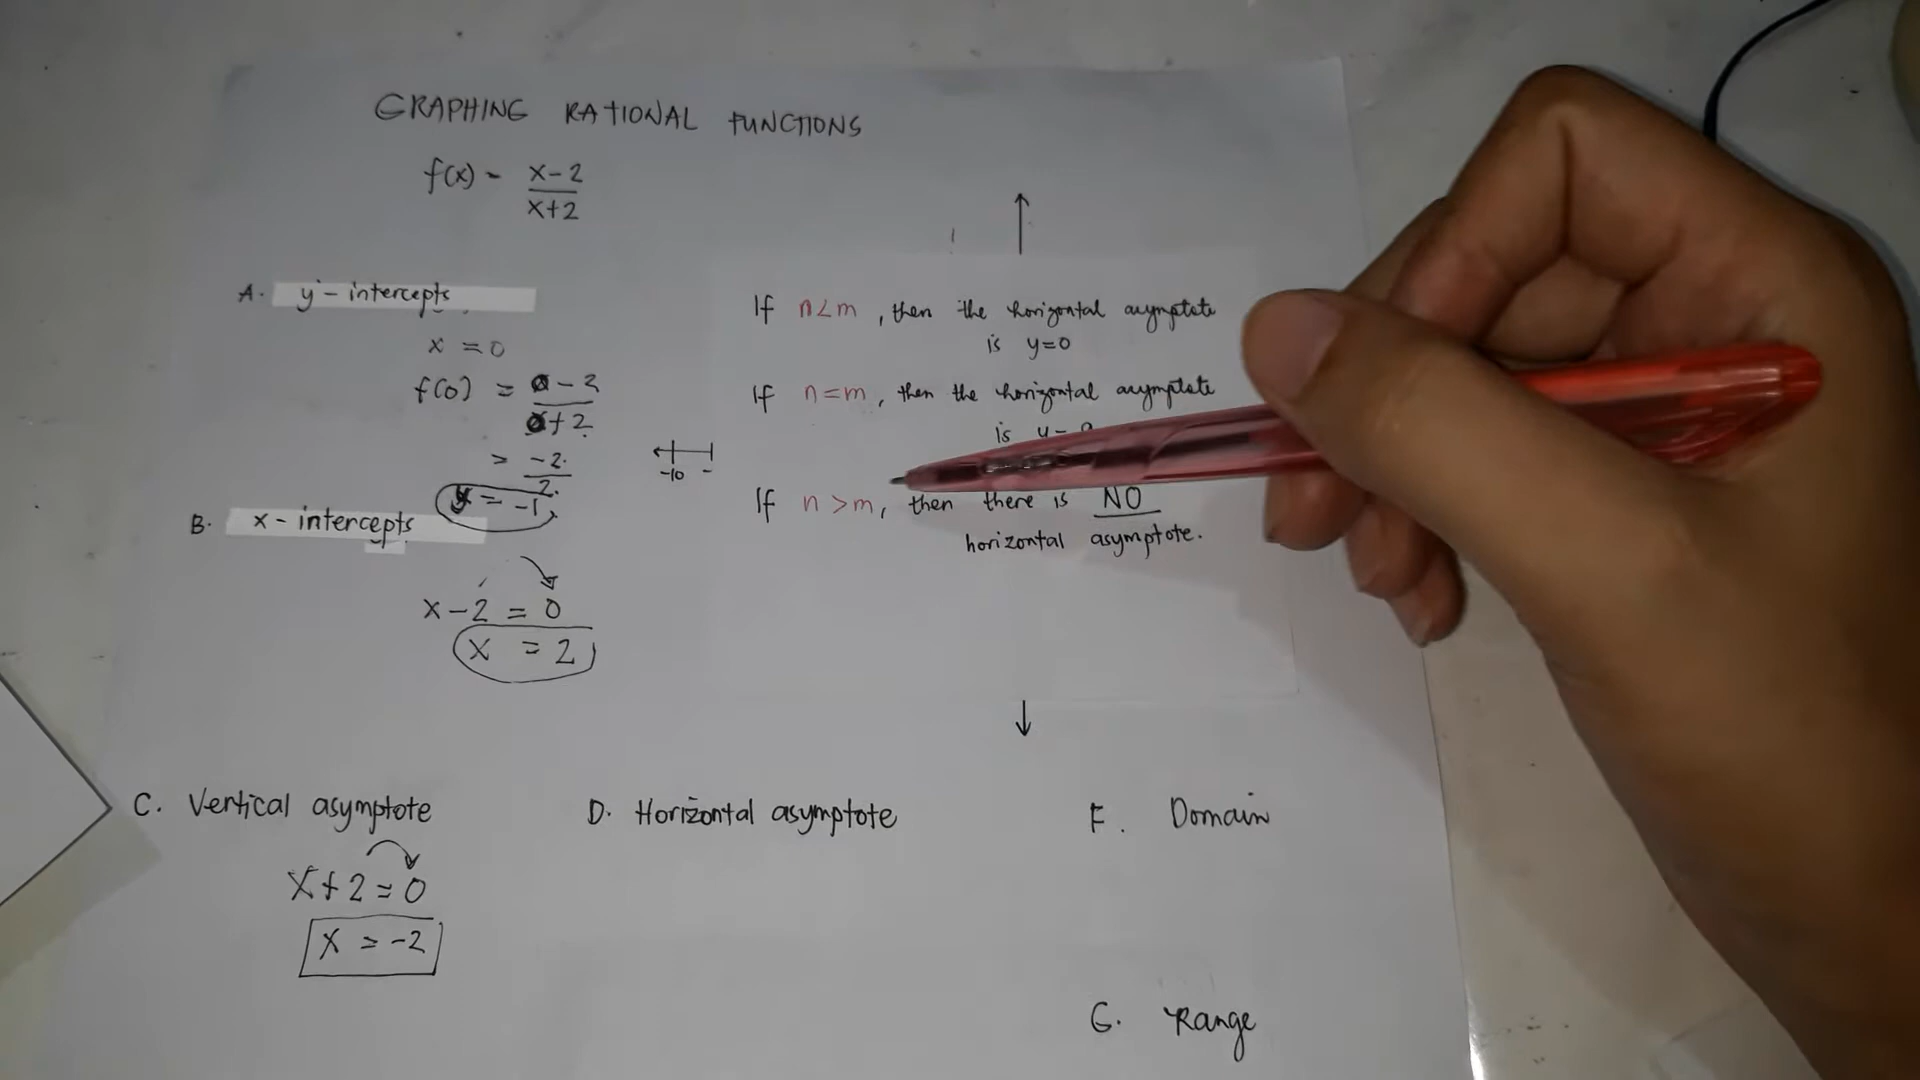 GRAPHING RATIONAL FUNCTIONS
f(x) = x-2
x+2
A. y-intercepts
x = 0
f(0) = 0-2
0+2
= -2
2
y = -1
B. x-intercepts
x-2 = 0
x = 2
-10
If n<m, then the horizontal asymptote
is y=0
If n=m, then the horizontal asymptote
is y = a
If n>m, then there is NO
horizontal asymptote.
C. Vertical asymptote
x+2=0
x = -2
D. Horizontal asymptote
F. Domain
G. Range